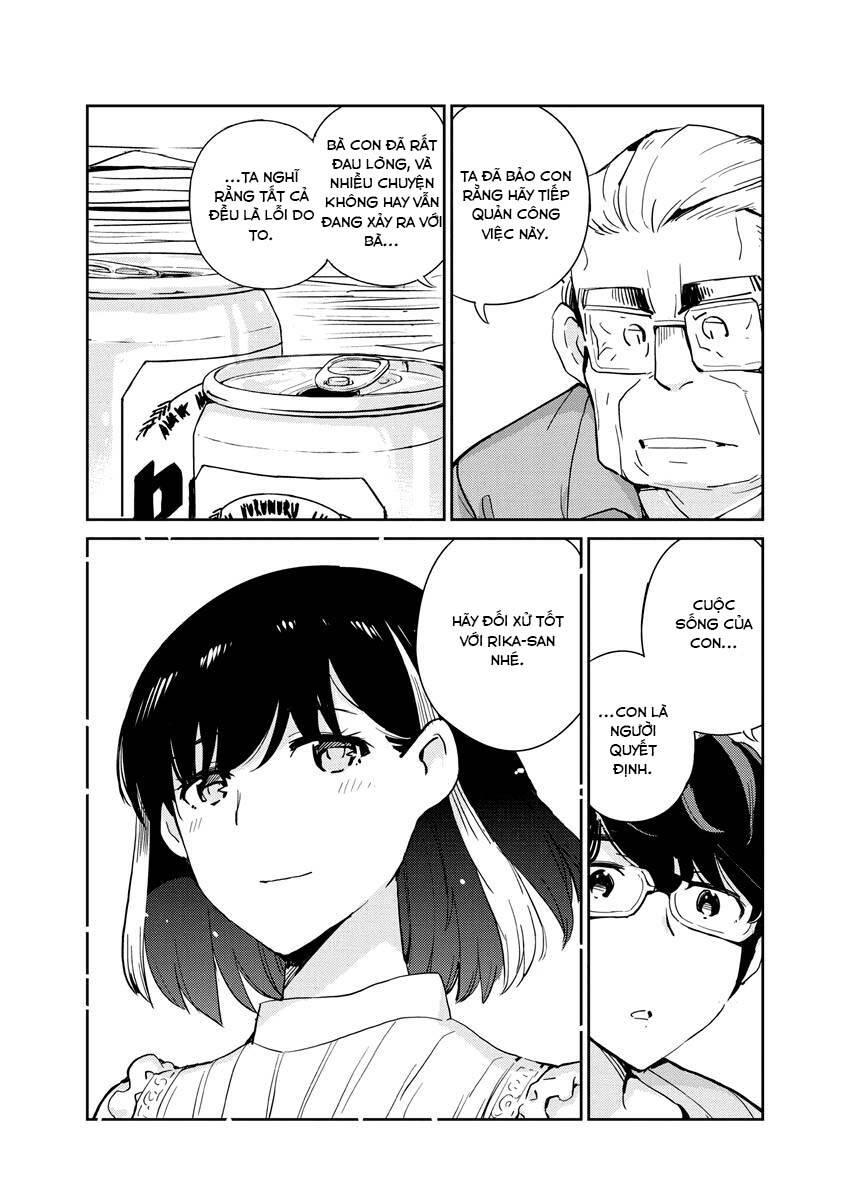 TA ĐÃ BẢO CON
RẰNG HÃY TIẾP
QUẢN CÔNG
VIỆC NÀY.
BÀ CON ĐÃ RẤT
ĐAU LÒNG, VÀ
NHIỀU CHUYỆN
KHÔNG HAY VẪN
ĐANG XẢY RA VỚI
BÀ...
...TA NGHĨ
RẰNG TẤT CẢ
ĐỀU LÀ LỖI DO
TO.
CUỘC
SỐNG CỦA
CON...
...CON LÀ
NGƯỜI
QUYẾT
ĐỊNH.
HÃY ĐỐI XỬ TỐT
VỚI RIKA-SAN
NHÉ.